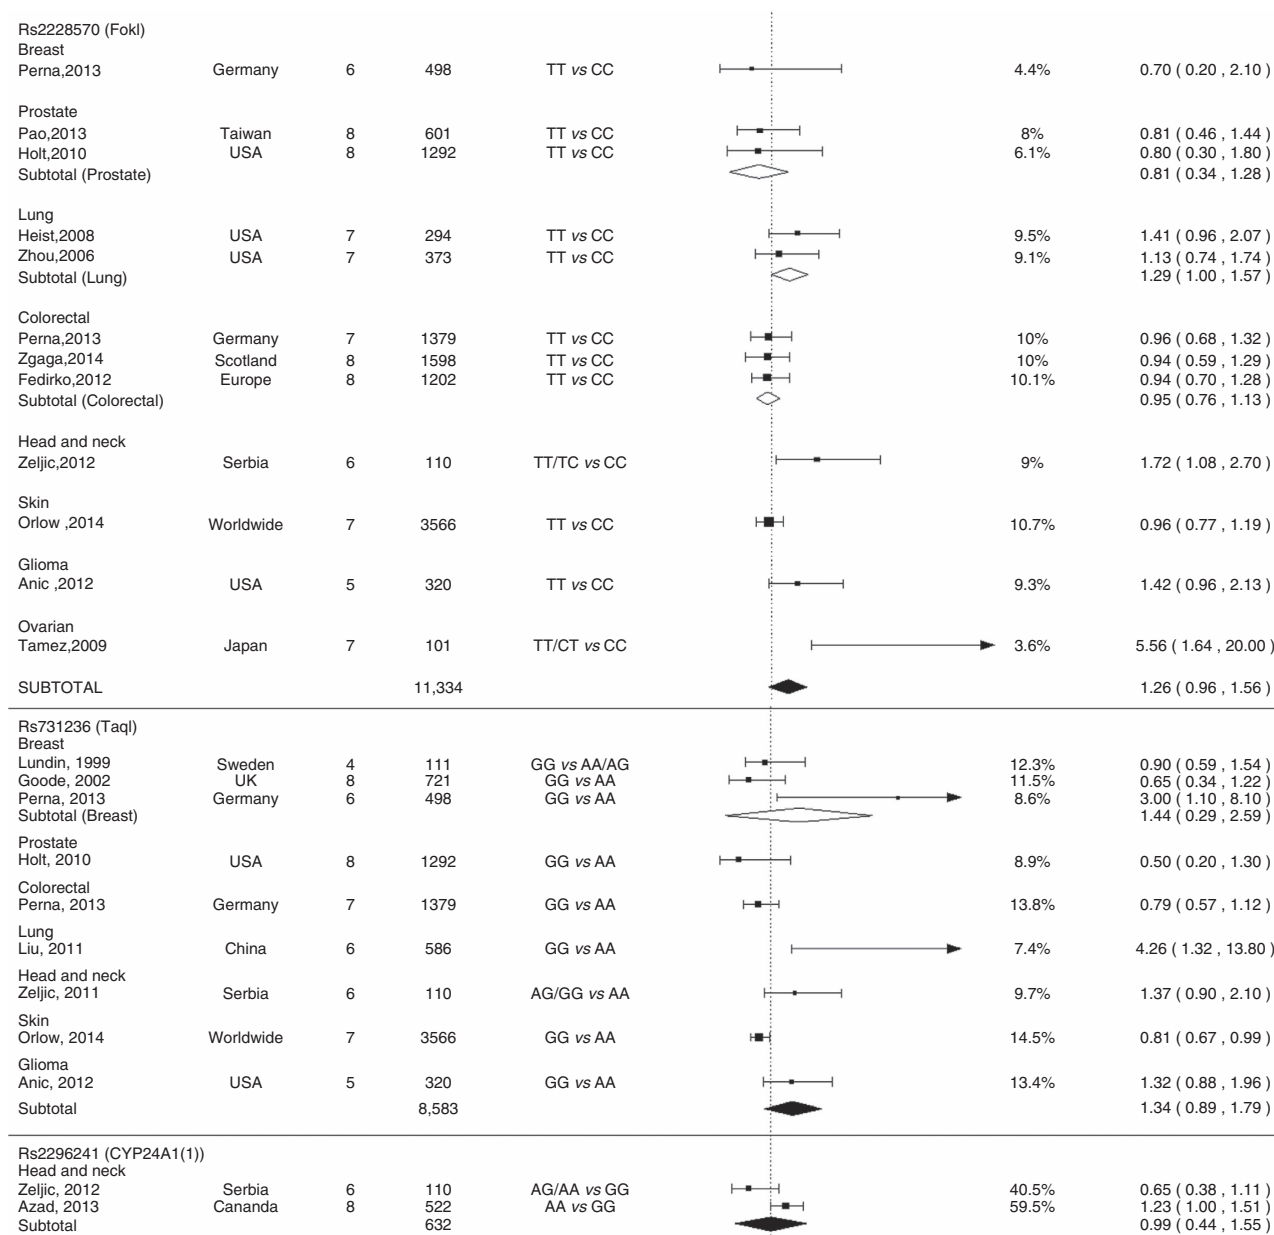 Rs2228570 (Fokl)
Breast
Perna,2013 Germany 6 498 TT vs CC 4.4% 0.70 ( 0.20 , 2.10 )
Prostate
Pao,2013 Taiwan 8 601 TT vs CC 8% 0.81 ( 0.46 , 1.44 )
Holt,2010 USA 8 1292 TT vs CC 6.1% 0.80 ( 0.30 , 1.80 )
Subtotal (Prostate) 0.81 ( 0.34 , 1.28 )
Lung
Heist,2008 USA 7 294 TT vs CC 9.5% 1.41 ( 0.96 , 2.07 )
Zhou,2006 USA 7 373 TT vs CC 9.1% 1.13 ( 0.74 , 1.74 )
Subtotal (Lung) 1.29 ( 1.00 , 1.57 )
Colorectal
Perna,2013 Germany 7 1379 TT vs CC 10% 0.96 ( 0.68 , 1.32 )
Zgaga,2014 Scotland 8 1598 TT vs CC 10% 0.94 ( 0.59 , 1.29 )
Fedirko,2012 Europe 8 1202 TT vs CC 10.1% 0.94 ( 0.70 , 1.28 )
Subtotal (Colorectal) 0.95 ( 0.76 , 1.13 )
Head and neck
Zeljic,2012 Serbia 6 110 TT/TC vs CC 9% 1.72 ( 1.08 , 2.70 )
Skin
Orlow ,2014 Worldwide 7 3566 TT vs CC 10.7% 0.96 ( 0.77 , 1.19 )
Glioma
Anic ,2012 USA 5 320 TT vs CC 9.3% 1.42 ( 0.96 , 2.13 )
Ovarian
Tamez,2009 Japan 7 101 TT/CT vs CC 3.6% 5.56 ( 1.64 , 20.00 )
SUBTOTAL 11,334 1.26 ( 0.96 , 1.56 )
Rs731236 (Taql)
Breast
Lundin, 1999 Sweden 4 111 GG vs AA/AG 12.3% 0.90 ( 0.59 , 1.54 )
Goode, 2002 UK 8 721 GG vs AA 11.5% 0.65 ( 0.34 , 1.22 )
Perna, 2013 Germany 6 498 GG vs AA 8.6% 3.00 ( 1.10 , 8.10 )
Subtotal (Breast) 1.44 ( 0.29 , 2.59 )
Prostate
Holt, 2010 USA 8 1292 GG vs AA 8.9% 0.50 ( 0.20 , 1.30 )
Colorectal
Perna, 2013 Germany 7 1379 GG vs AA 13.8% 0.79 ( 0.57 , 1.12 )
Lung
Liu, 2011 China 6 586 GG vs AA 7.4% 4.26 ( 1.32 , 13.80 )
Head and neck
Zeljic, 2011 Serbia 6 110 AG/GG vs AA 9.7% 1.37 ( 0.90 , 2.10 )
Skin
Orlow, 2014 Worldwide 7 3566 GG vs AA 14.5% 0.81 ( 0.67 , 0.99 )
Glioma
Anic, 2012 USA 5 320 GG vs AA 13.4% 1.32 ( 0.88 , 1.96 )
Subtotal 8,583 1.34 ( 0.89 , 1.79 )
Rs2296241 (CYP24A1(1))
Head and neck
Zeljic, 2012 Serbia 6 110 AG/AA vs GG 40.5% 0.65 ( 0.38 , 1.11 )
Azad, 2013 Cananda 8 522 AA vs GG 59.5% 1.23 ( 1.00 , 1.51 )
Subtotal 632 0.99 ( 0.44 , 1.55 )